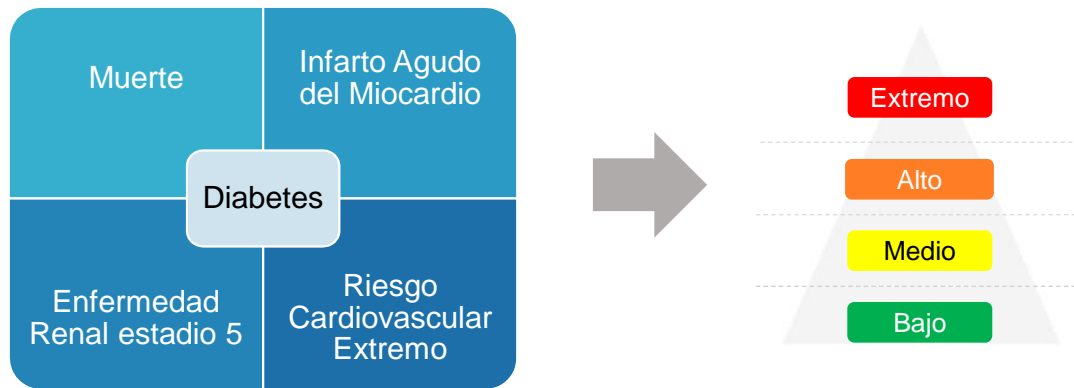 Muerte
Infarto Agudo
del Miocardio
Diabetes
Enfermedad
Renal estadio 5
Riesgo
Cardiovascular
Extremo
Extremo
Alto
Medio
Bajo